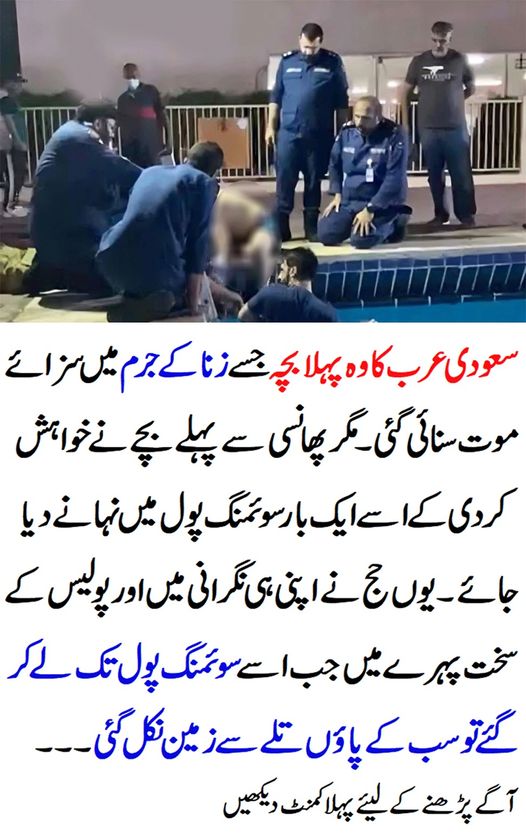 سعودی عرب کا وہ پہلا بچہ جسے زنا کے جرم میں سزائے
موت سنائی گئی۔ مگر پھانسی سے پہلے بچے نے خواہش
کر دی کے اسے ایک بار سوئمنگ پول میں نہانے دیا
جائے۔ یوں جج نے اپنی ہی نگرانی میں اور پولیس کے
سخت پہرے میں جب اسے سوئمنگ پول تک لے کر
گئے تو سب کے پاؤں تلے سے زمین نکل گئی ۔۔۔
آگے پڑھنے کے لیئے پہلا کمنٹ دیکھیں